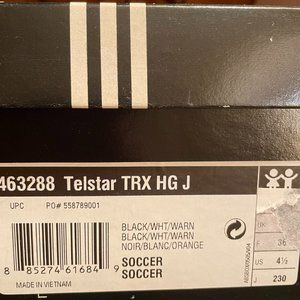 463288 Telstar TRX HG J
UPC PO# 558789001
BLACK/WHT/WARN
BLACK/WHT/WARN
NOIR/BLANC/ORANGE
SOCCER
SOCCER
8 85274 61684 9
MADE IN VIETNAM
UK
F 36
US 4½
J 230